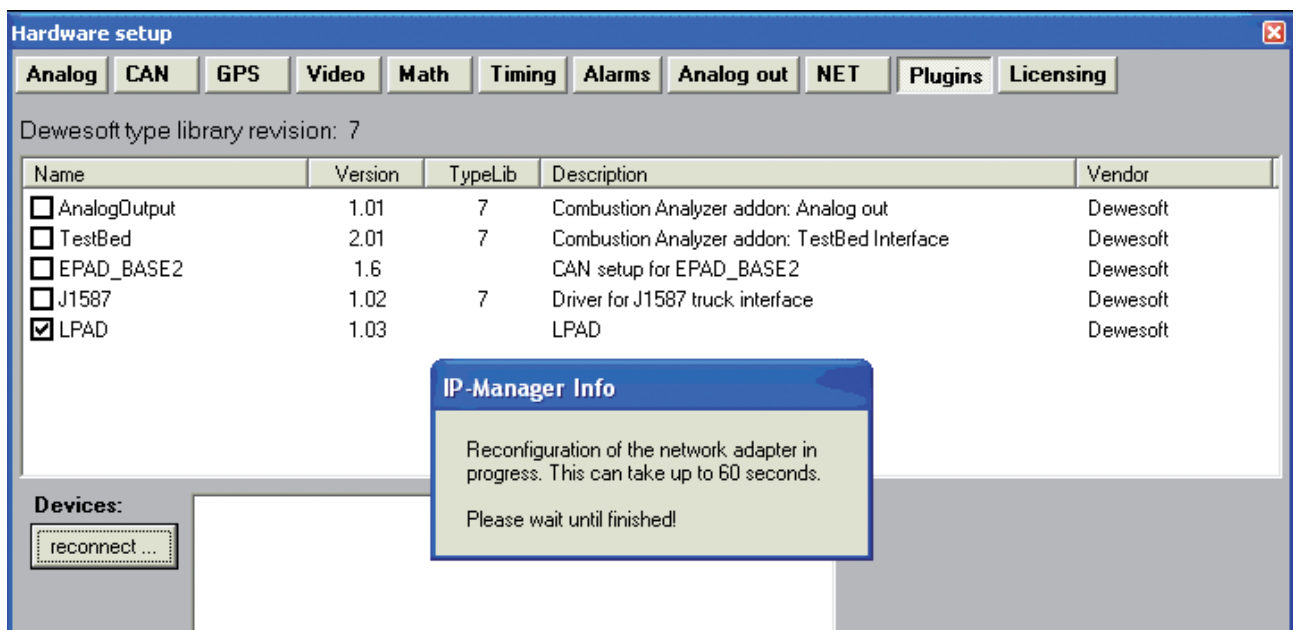 Hardware setup
Analog CAN GPS Video Math Timing Alarms Analog out NET Plugins Licensing
Dewesoft type library revision: 7
Name Version TypeLib Description Vendor
AnalogOutput 1.01 7 Combustion Analyzer addon: Analog out Dewesoft
TestBed 2.01 7 Combustion Analyzer addon: TestBed Interface Dewesoft
EPAD_BASE2 1.6 CAN setup for EPAD_BASE2 Dewesoft
J1587 1.02 7 Driver for J1587 truck interface Dewesoft
LPAD 1.03 LPAD Dewesoft
IP-Manager Info
Reconfiguration of the network adapter in
progress. This can take up to 60 seconds.
Please wait until finished!
Devices:
reconnect ...